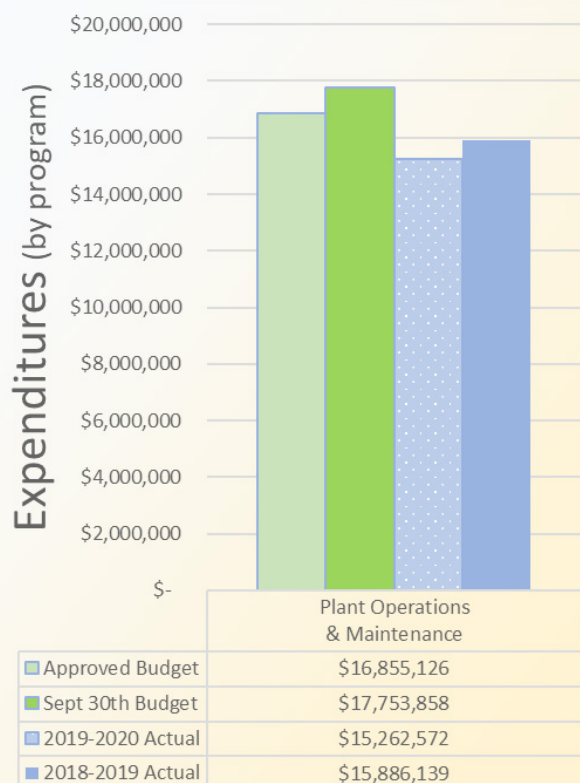 $20,000,000
$18,000,000
$16,000,000
$14,000,000
$12,000,000
$10,000,000
$8,000,000
$6,000,000
$4,000,000
$2,000,000
$-
Expenditures (by program)
Plant Operations
& Maintenance
Approved Budget $16,855,126
Sept 30th Budget $17,753,858
2019-2020 Actual $15,262,572
2018-2019 Actual $15,886,139